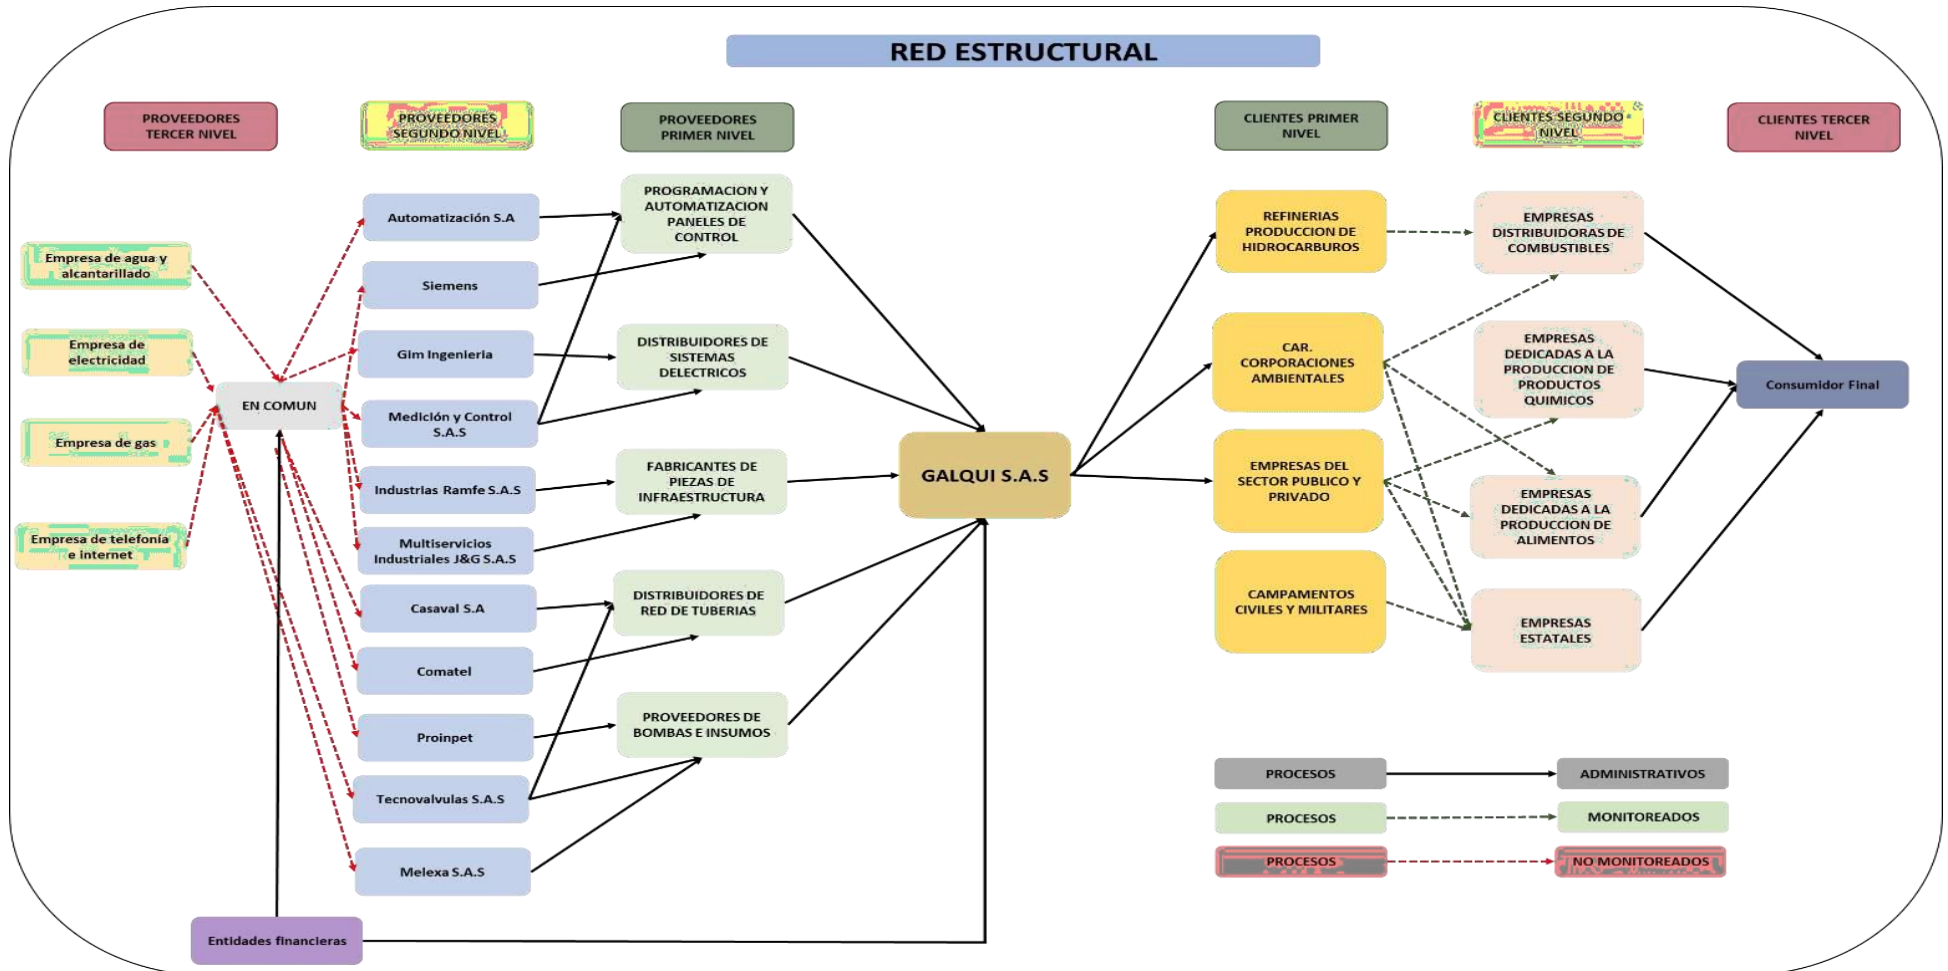 RED ESTRUCTURAL
PROVEEDORES
TERCER NIVEL
PROVEEDORES
SEGUNDO NIVEL
PROVEEDORES
PRIMER NIVEL
CLIENTES PRIMER
NIVEL
CLIENTES SEGUNDO
NIVEL
CLIENTES TERCER
NIVEL
Empresa de agua y
alcantarillado
Empresa de
electricidad
Empresa de gas
Empresa de telefonía
e internet
EN COMUN
Automatización S.A
Siemens
Gim Ingenieria
Medición y Control
S.A.S
Industrias Ramfe S.A.S
Multiservicios
Industriales J&G S.A.S
Casaval S.A
Comatel
Proinpet
Tecnovalvulas S.A.S
Melexa S.A.S
Entidades financieras
PROGRAMACION Y
AUTOMATIZACION
PANELES DE
CONTROL
DISTRIBUIDORES DE
SISTEMAS
DELECTRICOS
FABRICANTES DE
PIEZAS DE
INFRAESTRUCTURA
DISTRIBUIDORES DE
RED DE TUBERIAS
PROVEEDORES DE
BOMBAS E INSUMOS
GALQUI S.A.S
REFINERIAS
PRODUCCION DE
HIDROCARBUROS
CAR.
CORPORACIONES
AMBIENTALES
EMPRESAS DEL
SECTOR PUBLICO Y
PRIVADO
CAMPAMENTOS
CIVILES Y MILITARES
EMPRESAS
DISTRIBUIDORAS DE
COMBUSTIBLES
EMPRESAS
DEDICADAS A LA
PRODUCCION DE
PRODUCTOS
QUIMICOS
EMPRESAS
DEDICADAS A LA
PRODUCCION DE
ALIMENTOS
EMPRESAS
ESTATALES
Consumidor Final
PROCESOS
ADMINISTRATIVOS
PROCESOS
MONITOREADOS
PROCESOS
NO MONITOREADOS